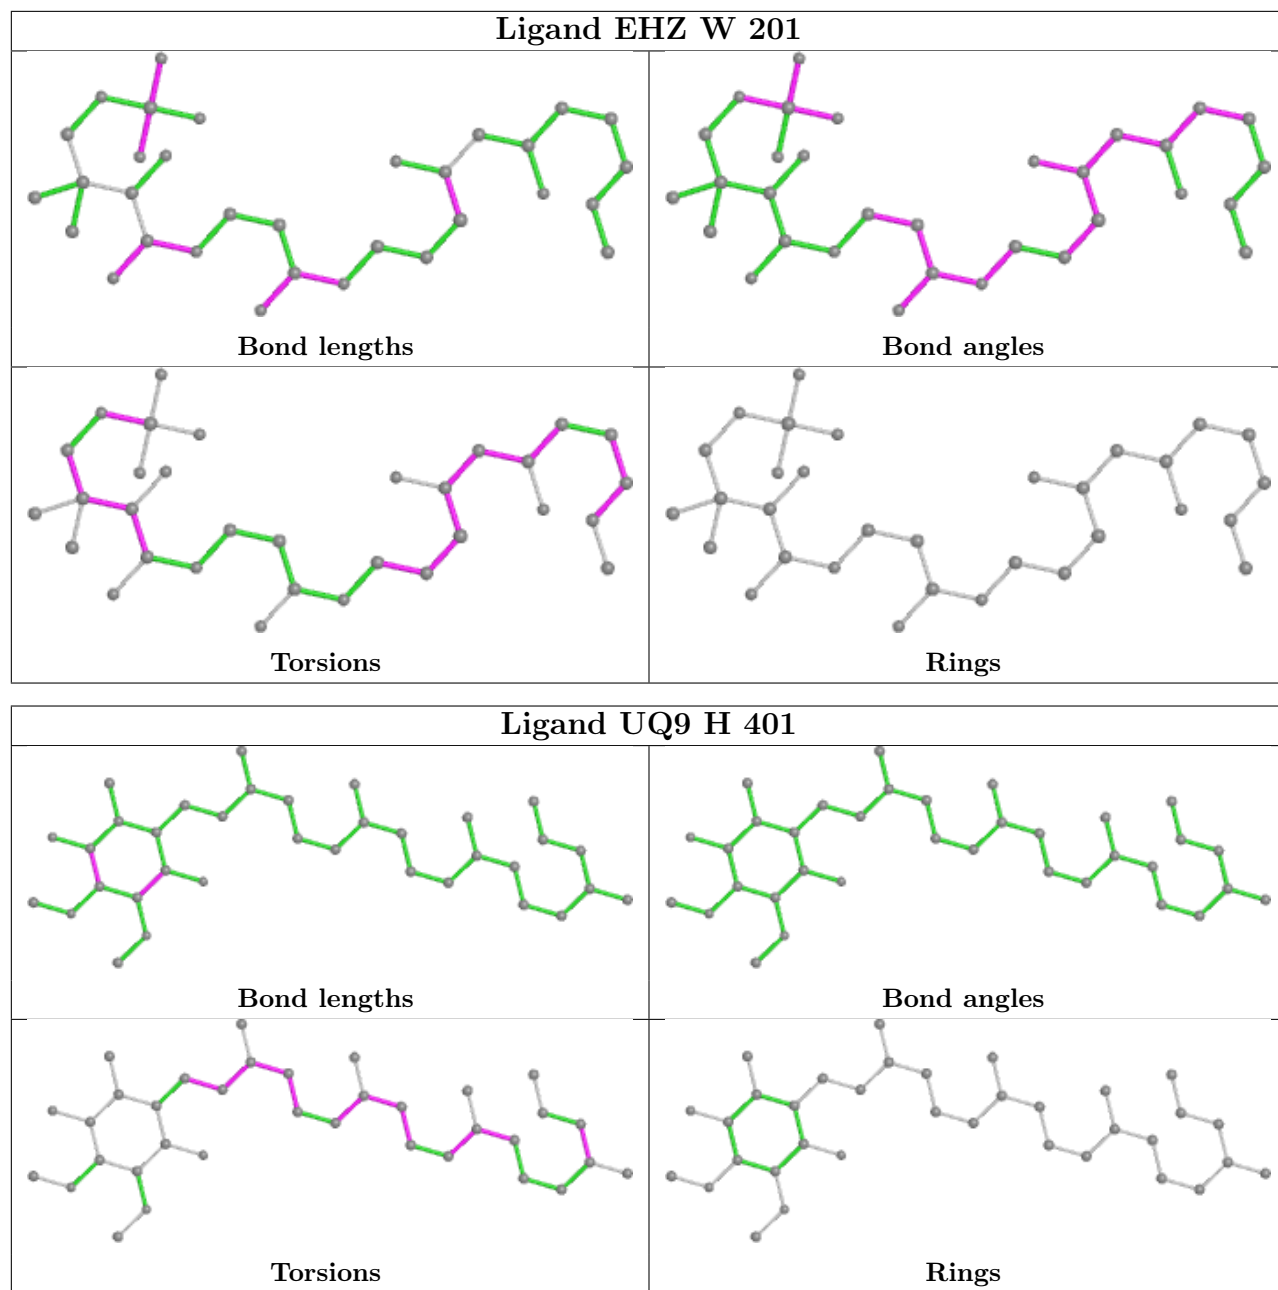 Ligand EHZ W 201
Bond lengths
Bond angles
Torsions
Rings
Ligand UQ9 H 401
Bond lengths
Bond angles
Torsions
Rings